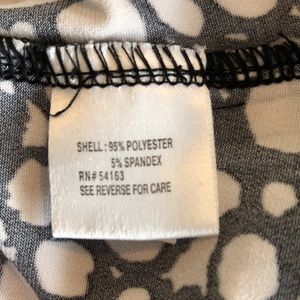 SHELL : 95% POLYESTER
5% SPANDEX
RN# 54163
SEE REVERSE FOR CARE